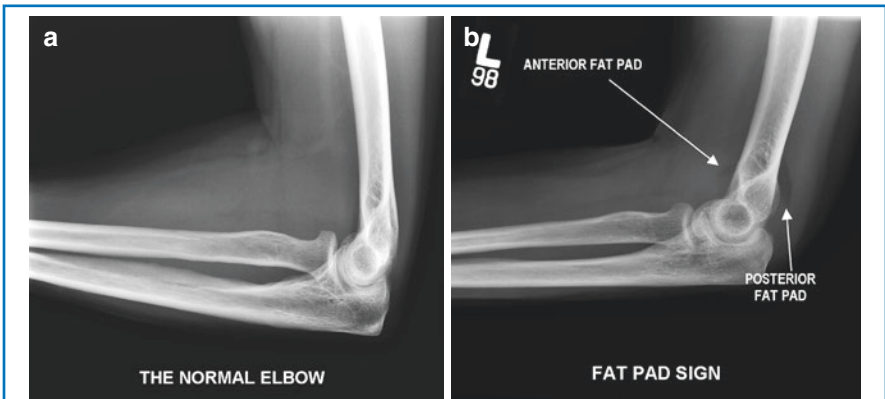 a
THE NORMAL ELBOW
b
L
98
ANTERIOR FAT PAD
POSTERIOR
FAT PAD
FAT PAD SIGN